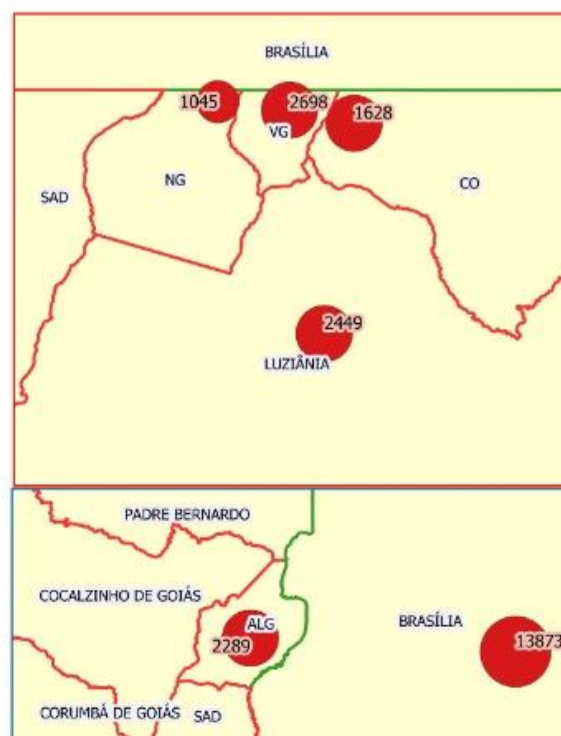 BRASÍLIA
1045
2698
1628
VG
NG
SAD
CO
2449
LUZIÂNIA
PADRE BERNARDO
COCALZINHO DE GOIÁS
ALG
BRASÍLIA
2289
13873
CORUMBÁ DE GOIÁS
SAD